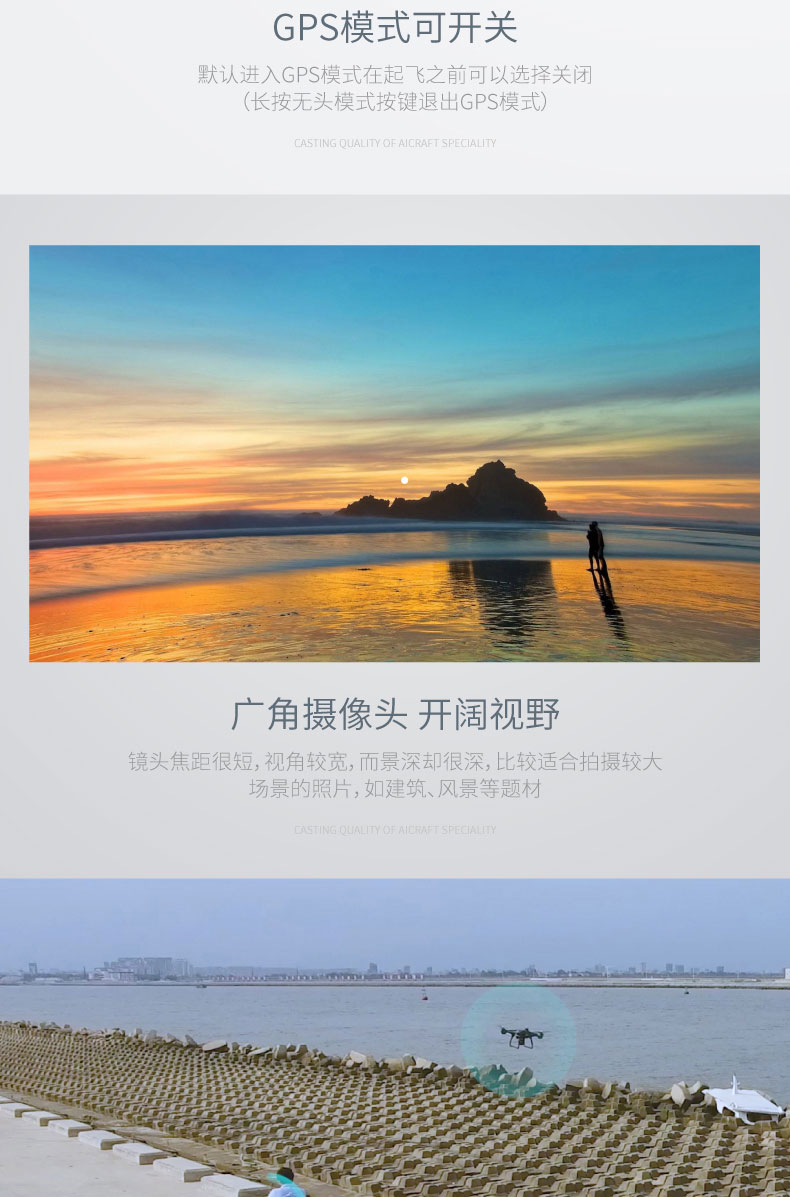 GPS模式可开关
默认进入GPS模式在起飞之前可以选择关闭
（长按无头模式按键退出GPS模式）
CASTING QUALITY OF AICRAFT SPECIALITY
广角摄像头 开阔视野
镜头焦距很短，视角较宽，而景深却很深，比较适合拍摄较大
场景的照片，如建筑、风景等题材
CASTING QUALITY OF AICRAFT SPECIALITY